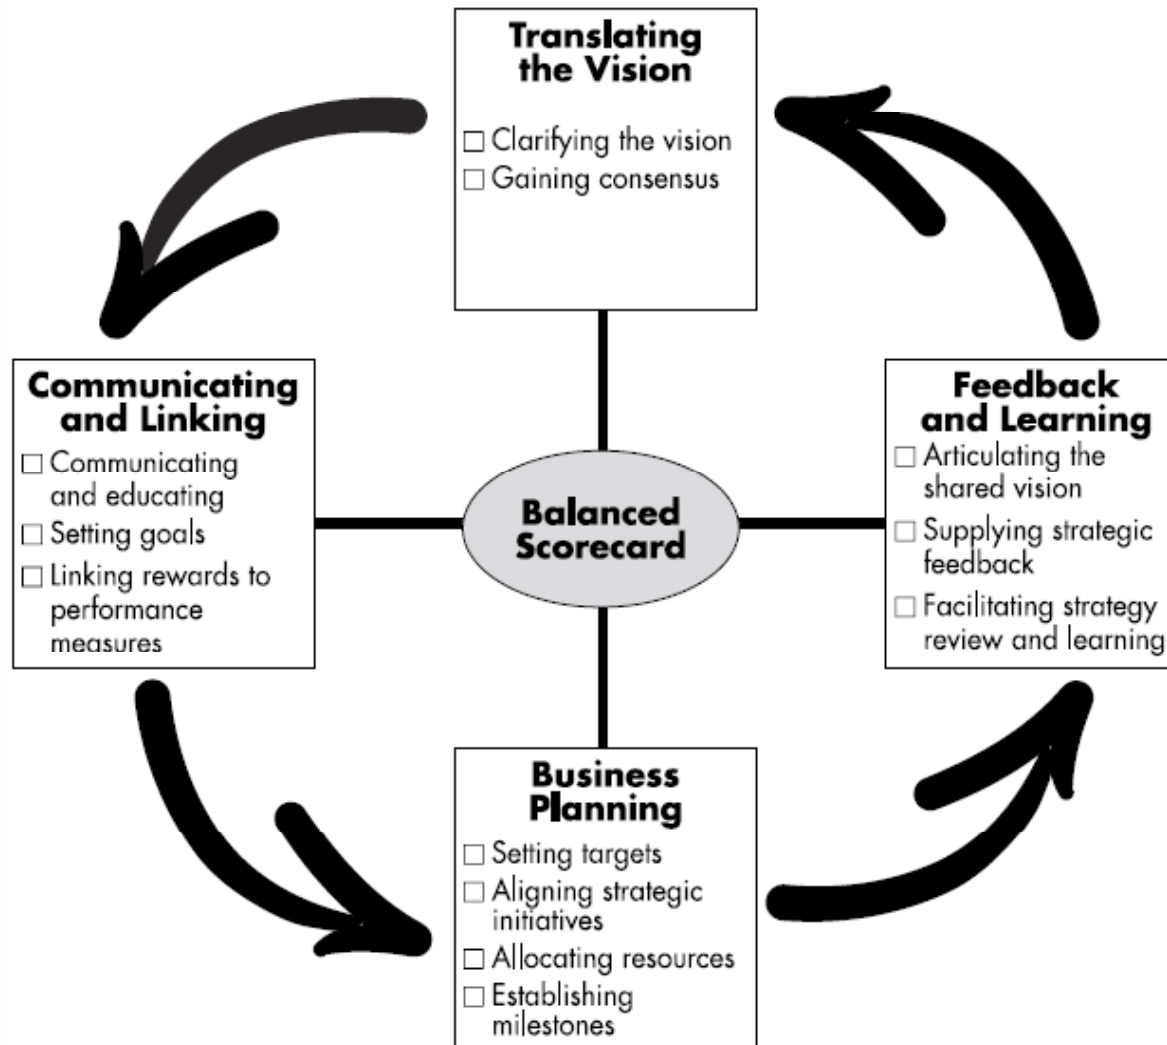 Translating
the Vision
☐ Clarifying the vision
☐ Gaining consensus
Communicating
and Linking
☐ Communicating
and educating
☐ Setting goals
☐ Linking rewards to
performance
measures
Balanced
Scorecard
Feedback
and Learning
☐ Articulating the
shared vision
☐ Supplying strategic
feedback
☐ Facilitating strategy
review and learning
Business
Planning
☐ Setting targets
☐ Aligning strategic
initiatives
☐ Allocating resources
☐ Establishing
milestones